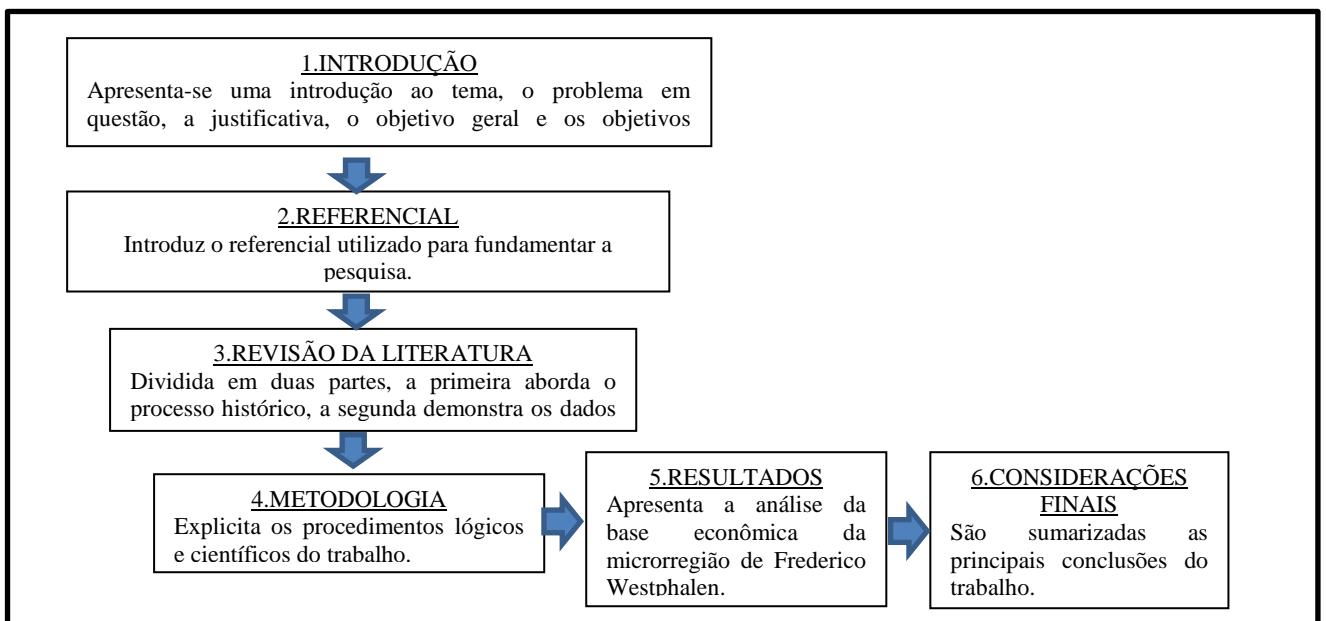 1.INTRODUÇÃO
Apresenta-se uma introdução ao tema, o problema em
questão, a justificativa, o objetivo geral e os objetivos
2.REFERENCIAL
Introduz o referencial utilizado para fundamentar a
pesquisa.
3.REVISÃO DA LITERATURA
Dividida em duas partes, a primeira aborda o
processo histórico, a segunda demonstra os dados
4.METODOLOGIA
Explicita os procedimentos lógicos
e científicos do trabalho.
5.RESULTADOS
Apresenta a análise da
base econômica da
microrregião de Frederico
Westphalen.
6.CONSIDERAÇÕES
FINAIS
São sumarizadas as
principais conclusões do
trabalho.